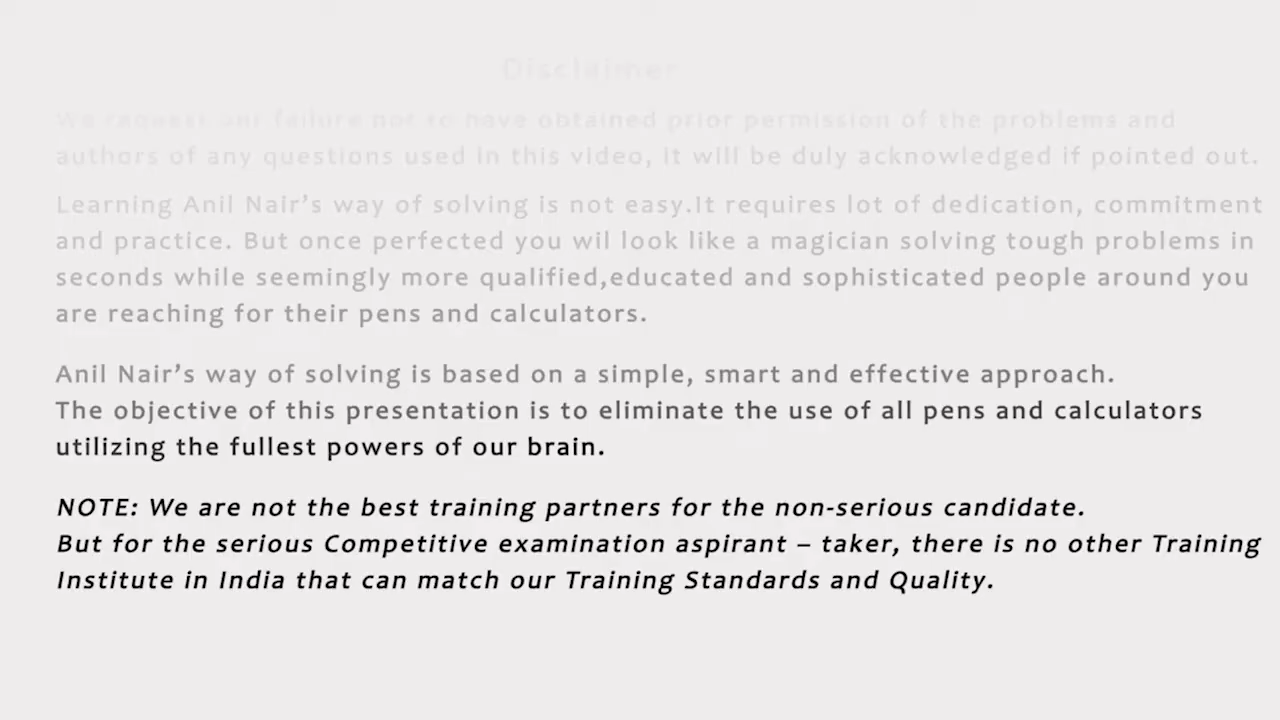 Disclaimer
We request our failure not to have obtained prior permission of the problems and
authors of any questions used in this video, it will be duly acknowledged if pointed out.
Learning Anil Nair's way of solving is not easy.It requires lot of dedication, commitment
and practice. But once perfected you wil look like a magician solving tough problems in
seconds while seemingly more qualified,educated and sophisticated people around you
are reaching for their pens and calculators.
Anil Nair's way of solving is based on a simple, smart and effective approach.
The objective of this presentation is to eliminate the use of all pens and calculators
utilizing the fullest powers of our brain.
NOTE: We are not the best training partners for the non-serious candidate.
But for the serious Competitive examination aspirant – taker, there is no other Training
Institute in India that can match our Training Standards and Quality.